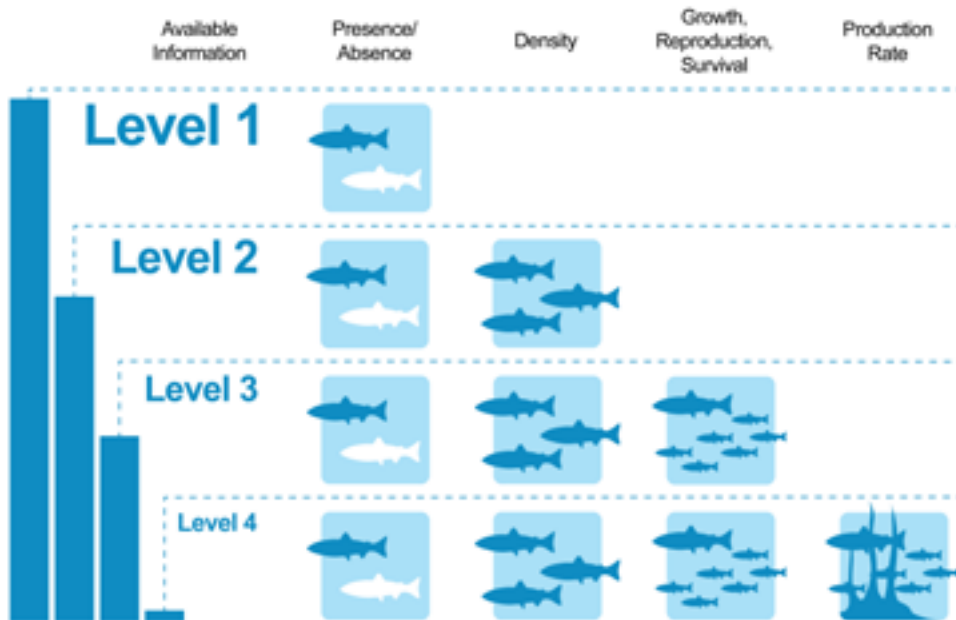 Available
Information
Presence/
Absence
Density
Growth,
Reproduction,
Survival
Production
Rate
Level 1
Level 2
Level 3
Level 4